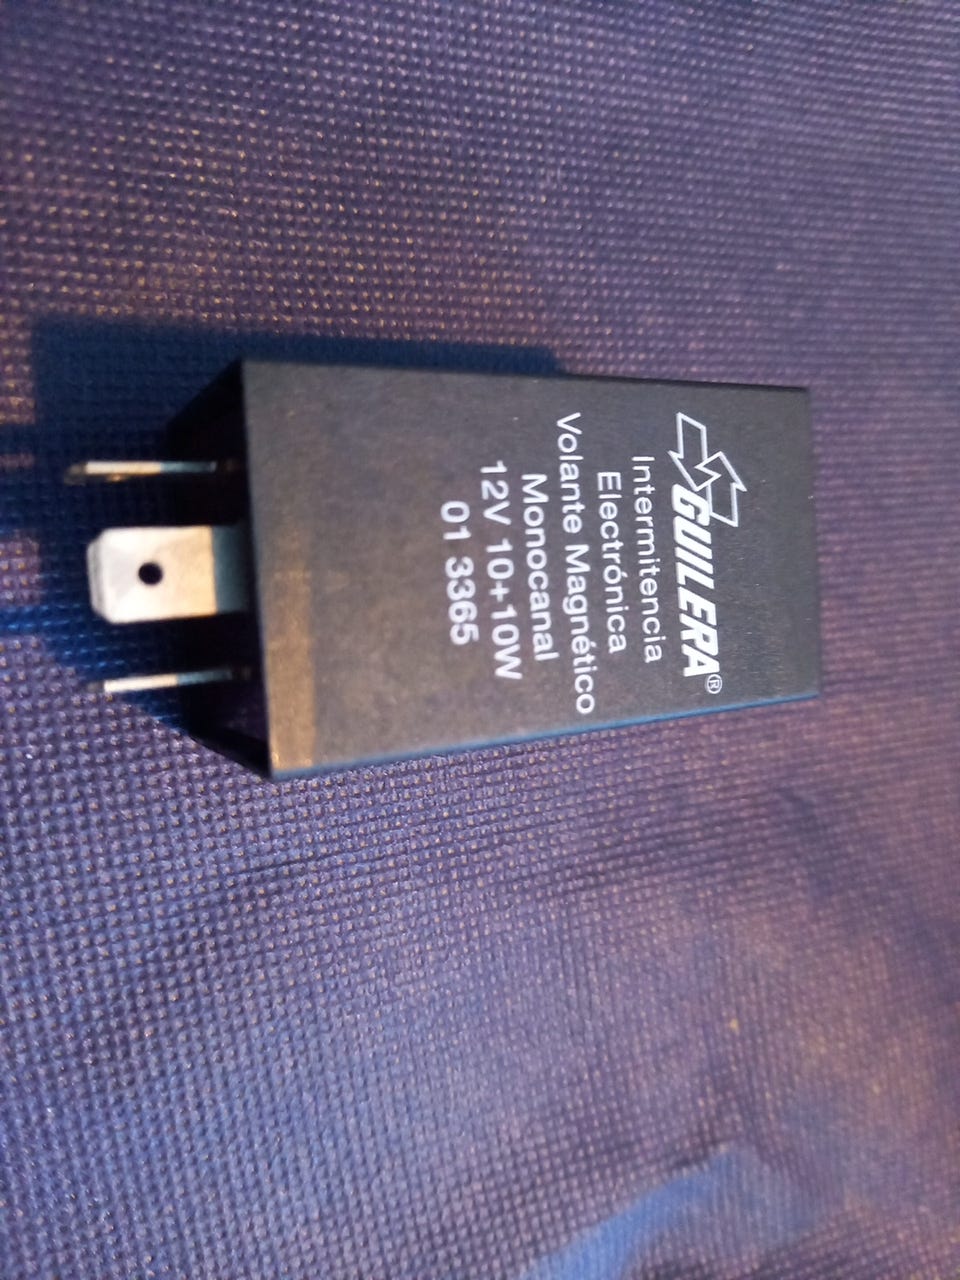 GUILERA®
Intermitencia
Electrónica
Volante Magnético
Monocanal
12V 10+10W
01 3365